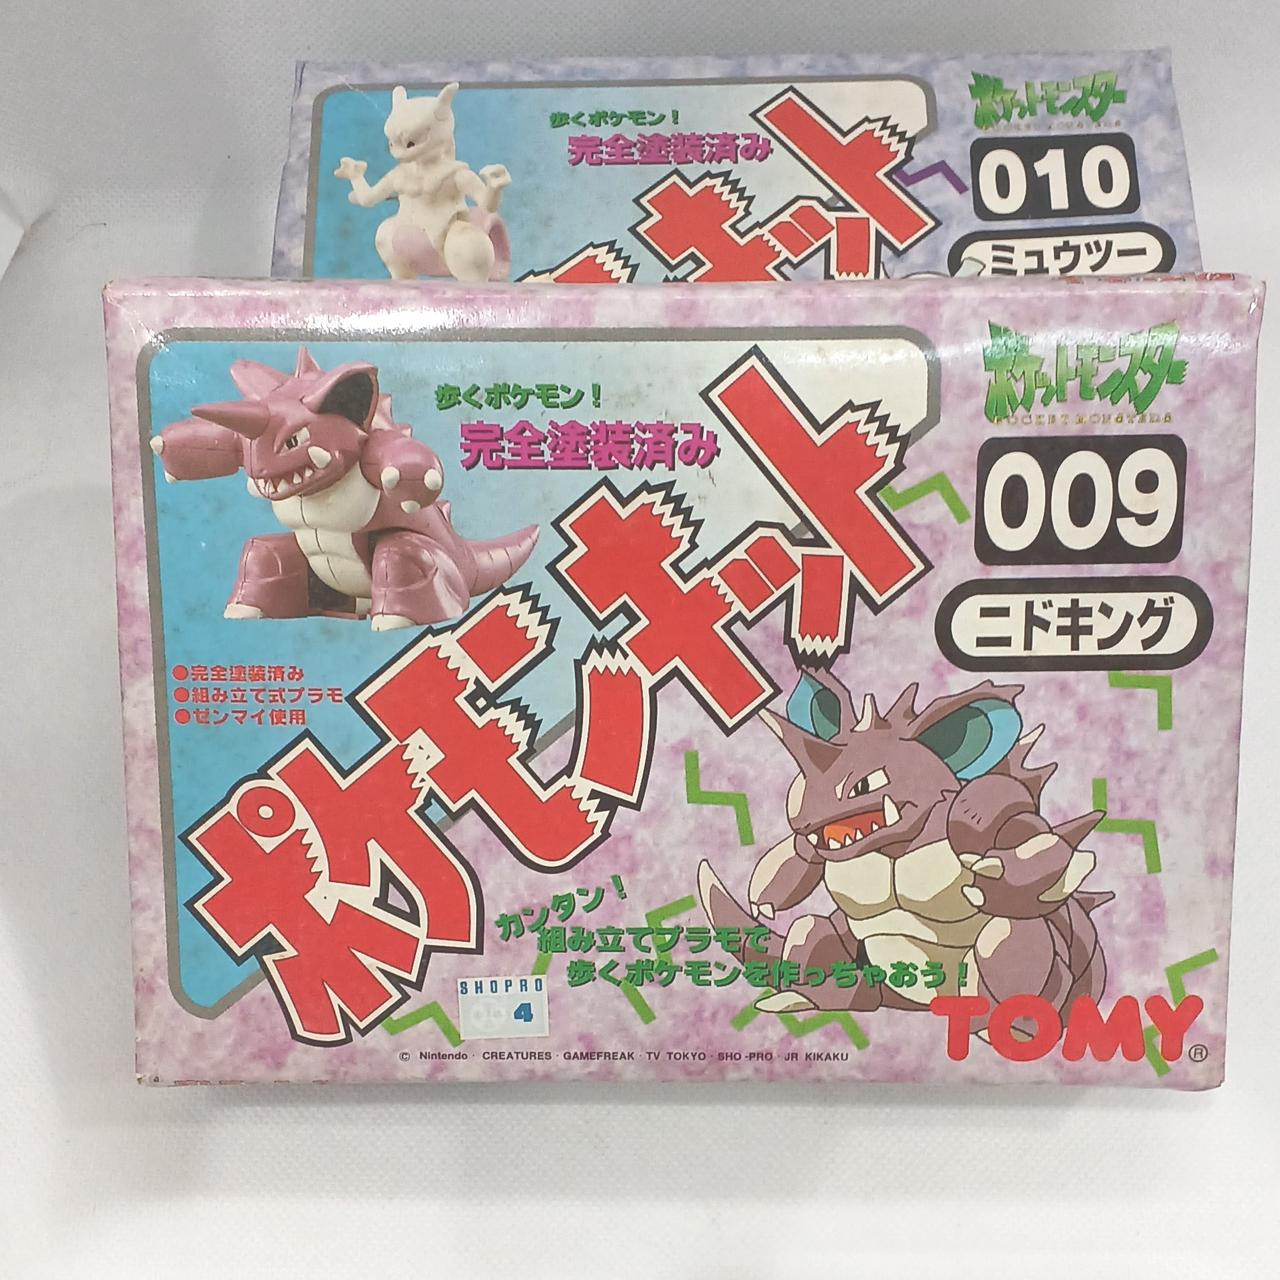 歩くポケモン!
完全塗装済み
ポケットモンスター
POCKET MONSTERS
010
ミュウツー
歩くポケモン!
完全塗装済み
ポケモンキット
ポケットモンスター
POCKET MONSTERS
009
ニドキング
●完全塗装済み
●組み立て式プラモ
●ゼンマイ使用
カンタン!
組み立てプラモで
歩くポケモンを作っちゃおう!
SHOPRO
4
TOMY®
© Nintendo · CREATURES · GAMEFREAK · TV TOKYO · SHO-PRO · JR KIKAKU